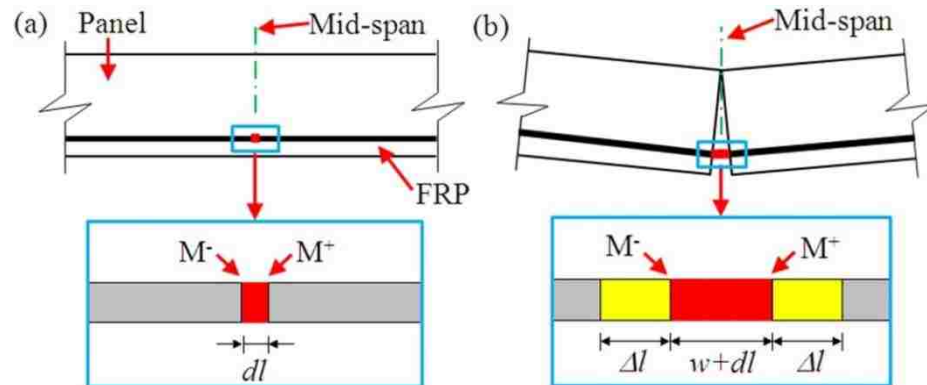 (a)
Panel
Mid-span
FRP
M⁻
M⁺
dl
(b)
Mid-span
M⁻
M⁺
Δl
w+dl
Δl